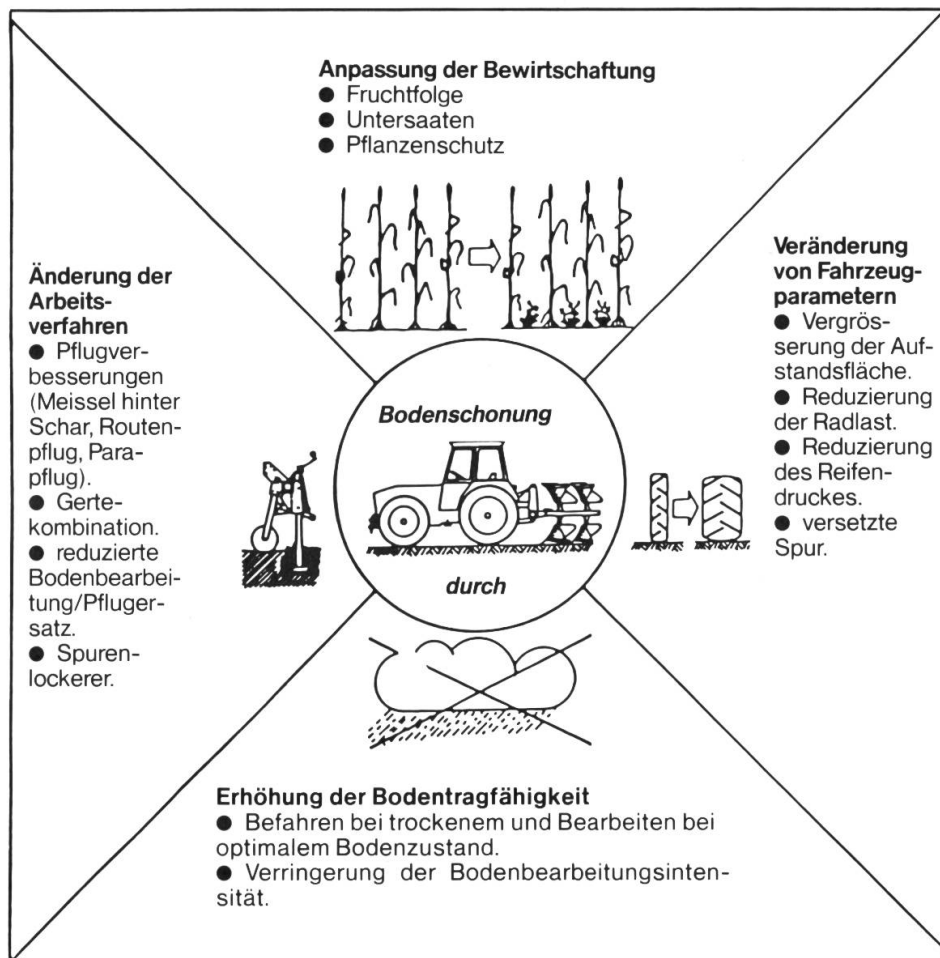 Anpassung der Bewirtschaftung
● Fruchtfolge
● Untersaaten
● Pflanzenschutz
Änderung der
Arbeits-
verfahren
● Pflugver-
besserungen
(Meissel hinter
Schar, Routen-
pflug, Para-
pflug).
● Gerte-
kombination.
● reduzierte
Bodenbearbei-
tung/Pfluger-
satz.
● Spuren-
lockerer.
Bodenschonung
durch
Veränderung
von Fahrzeug-
parametern
● Vergrös-
serung der Auf-
standsfläche.
● Reduzierung
der Radlast.
● Reduzierung
des Reifen-
druckes.
● versetzte
Spur.
Erhöhung der Bodentragfähigkeit
● Befahren bei trockenem und Bearbeiten bei
optimalem Bodenzustand.
● Verringerung der Bodenbearbeitungsinten-
sität.